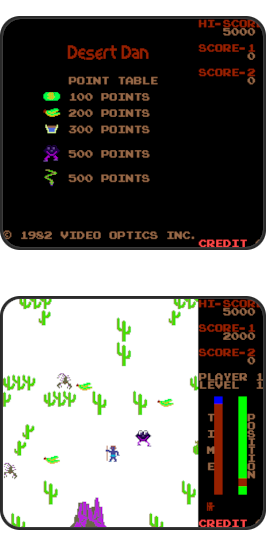 HI-SCOR
5000
Desert Dan
SCORE-1
0
POINT TABLE
SCORE-2
0
100 POINTS
200 POINTS
300 POINTS
500 POINTS
500 POINTS
© 1982 VIDEO OPTICS INC.
CREDIT
HI-SCOR
5000
SCORE-1
2000
SCORE-2
0
PLAYER 1
LEVEL 1
TIME
POSITION
CREDIT